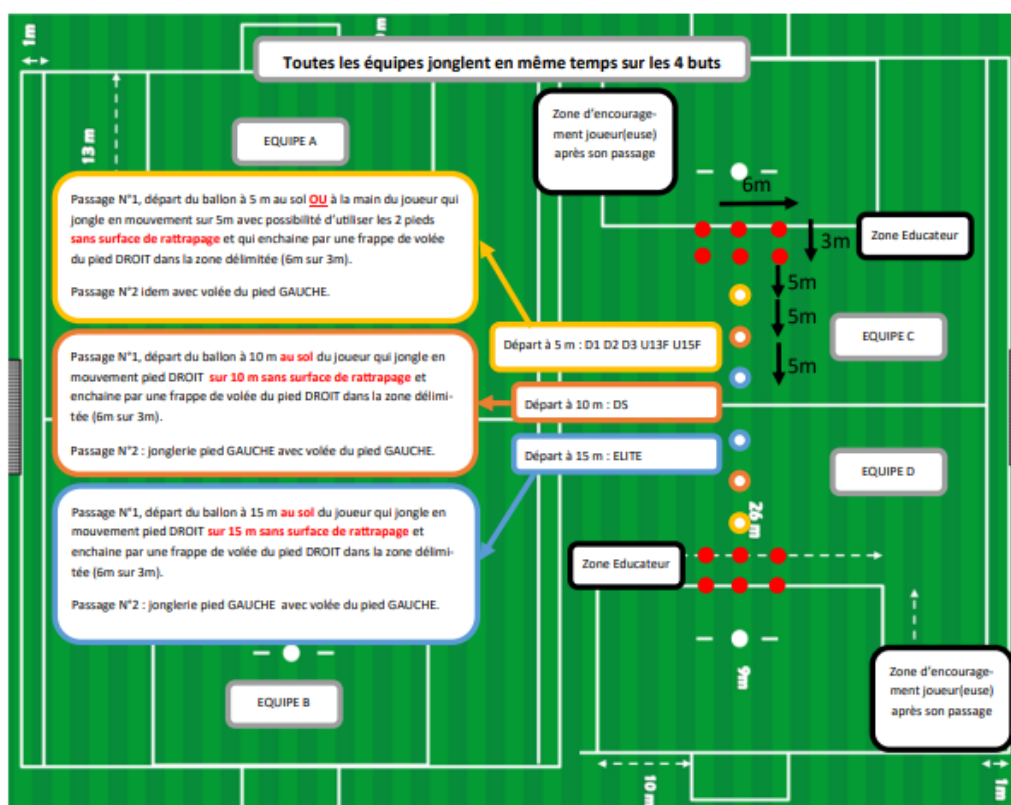 1m
Toutes les équipes jonglent en même temps sur les 4 buts
13 m
EQUIPE A
Zone d'encourage-
ment joueur(euse)
après son passage
6m
Passage N°1, départ du ballon à 5 m au sol OU à la main du joueur qui
jongle en mouvement sur 5m avec possibilité d'utiliser les 2 pieds
sans surface de rattrapage et qui enchaine par une frappe de volée
du pied DROIT dans la zone délimitée (6m sur 3m).
Passage N°2 idem avec volée du pied GAUCHE.
Zone Educateur
3m
5m
5m
5m
EQUIPE C
Départ à 5 m : D1 D2 D3 U13F U15F
Passage N°1, départ du ballon à 10 m au sol du joueur qui jongle en
mouvement pied DROIT sur 10 m sans surface de rattrapage et
enchaine par une frappe de volée du pied DROIT dans la zone délimi-
tée (6m sur 3m).
Passage N°2 : jonglerie pied GAUCHE avec volée du pied GAUCHE.
Départ à 10 m : DS
Départ à 15 m : ELITE
EQUIPE D
Passage N°1, départ du ballon à 15 m au sol du joueur qui jongle en
mouvement pied DROIT sur 15 m sans surface de rattrapage et
enchaine par une frappe de volée du pied DROIT dans la zone délimi-
tée (6m sur 3m).
Passage N°2 : jonglerie pied GAUCHE avec volée du pied GAUCHE.
26 m
Zone Educateur
9m
Zone d'encourage-
ment joueur(euse)
après son passage
EQUIPE B
10 m
1m